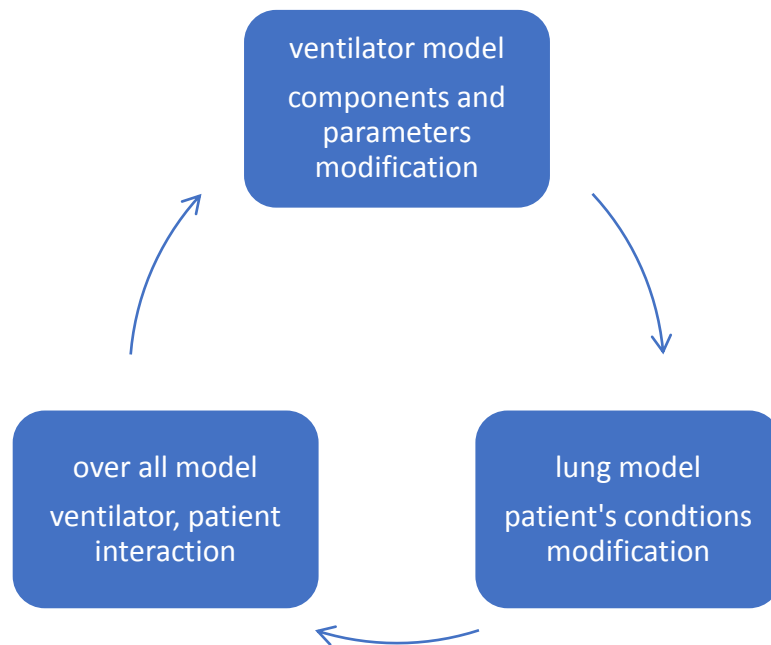 ventilator model
components and
parameters
modification
over all model
ventilator, patient
interaction
lung model
patient's condtions
modification